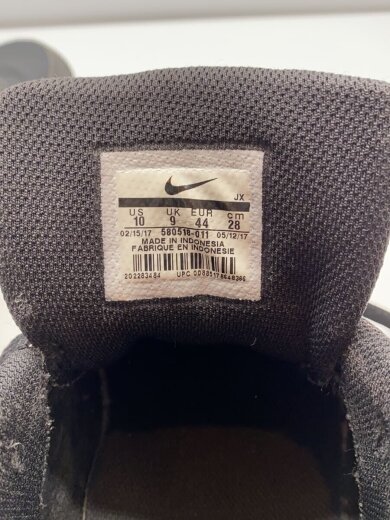 JX
US UK EUR cm
10 9 44 28
02/15/17 580518-011 05/12/17
MADE IN INDONESIA
FABRIQUE EN INDONESIE
202283484
UPC